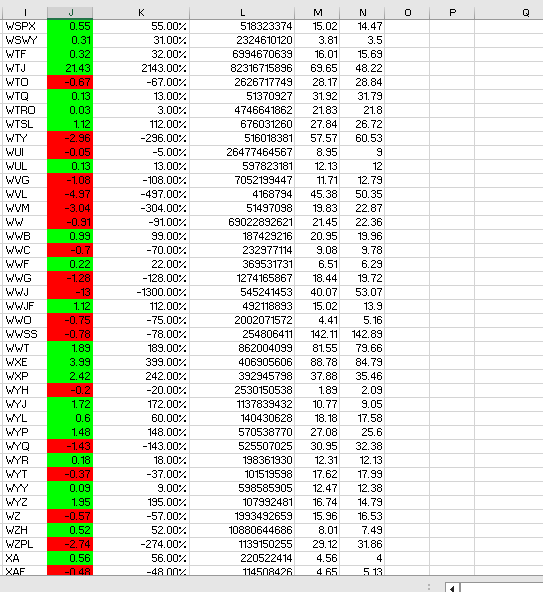 I J K L M N O P Q
WSPX 0.55 55.00% 518323374 15.02 14.47
WSWY 0.31 31.00% 2324610120 3.81 3.5
WTF 0.32 32.00% 6994670639 16.01 15.69
WTJ 21.43 2143.00% 82316715896 69.65 48.22
WTO -0.67 -67.00% 2626717749 28.17 28.84
WTQ 0.13 13.00% 51370927 31.92 31.79
WTRO 0.03 3.00% 4746641862 21.83 21.8
WTSL 1.12 112.00% 676031260 27.84 26.72
WTY -2.96 -296.00% 516018381 57.57 60.53
WUI -0.05 -5.00% 26477464567 8.95 9
WUL 0.13 13.00% 597823181 12.13 12
WVG -1.08 -108.00% 7052199447 11.71 12.79
WVL -4.97 -497.00% 4168794 45.38 50.35
WVM -3.04 -304.00% 51497098 19.83 22.87
WW -0.91 -91.00% 69022892621 21.45 22.36
WWB 0.99 99.00% 187429216 20.95 19.96
WWC -0.7 -70.00% 232977114 9.08 9.78
WWF 0.22 22.00% 369531731 6.51 6.29
WWG -1.28 -128.00% 1274165867 18.44 19.72
WWJ -13 -1300.00% 545241453 40.07 53.07
WWJF 1.12 112.00% 492118893 15.02 13.9
WWO -0.75 -75.00% 2002071572 4.41 5.16
WWSS -0.78 -78.00% 254806411 142.11 142.89
WWT 1.89 189.00% 862004099 81.55 79.66
WXE 3.99 399.00% 406905606 88.78 84.79
WXP 2.42 242.00% 392945798 37.88 35.46
WYH -0.2 -20.00% 2530150538 1.89 2.09
WYJ 1.72 172.00% 1137839432 10.77 9.05
WYL 0.6 60.00% 140430628 18.18 17.58
WYP 1.48 148.00% 570538770 27.08 25.6
WYQ -1.43 -143.00% 525507025 30.95 32.38
WYR 0.18 18.00% 198361930 12.31 12.13
WYT -0.37 -37.00% 101519598 17.62 17.99
WYY 0.09 9.00% 598585905 12.47 12.38
WYZ 1.95 195.00% 107992481 16.74 14.79
WZ -0.57 -57.00% 1993492659 15.96 16.53
WZH 0.52 52.00% 10880644686 8.01 7.49
WZPL -2.74 -274.00% 1139150255 29.12 31.86
XA 0.56 56.00% 220522414 4.56 4
XAF -0.48 -48.00% 114508426 4.65 5.13